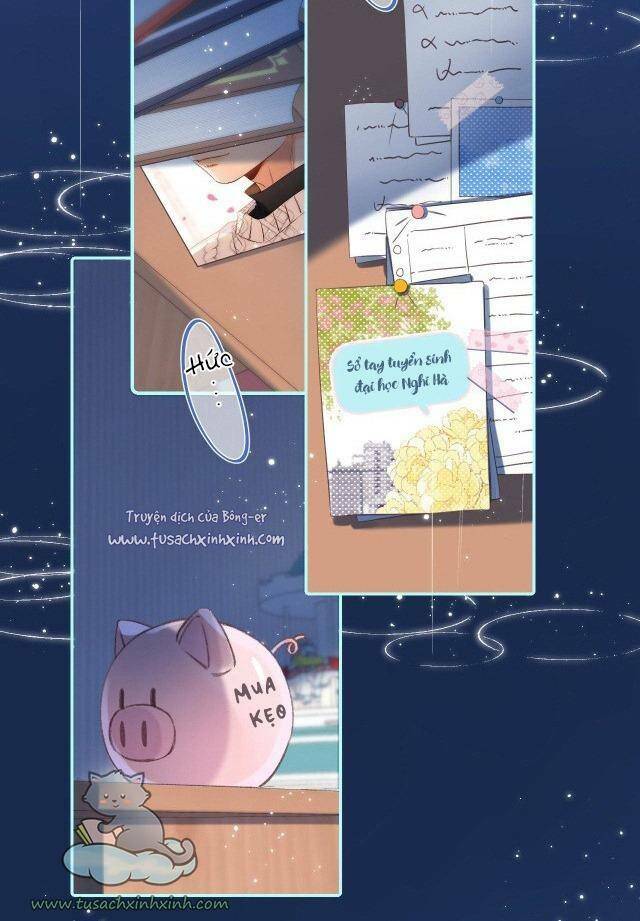 Hức
...
Sổ tay tuyển sinh
đại học Nghi Hà
Truyện dịch của Bông-er
www.tusachxinhxinh.com
MUA
KẸO
www.tusachxinhxinh.com